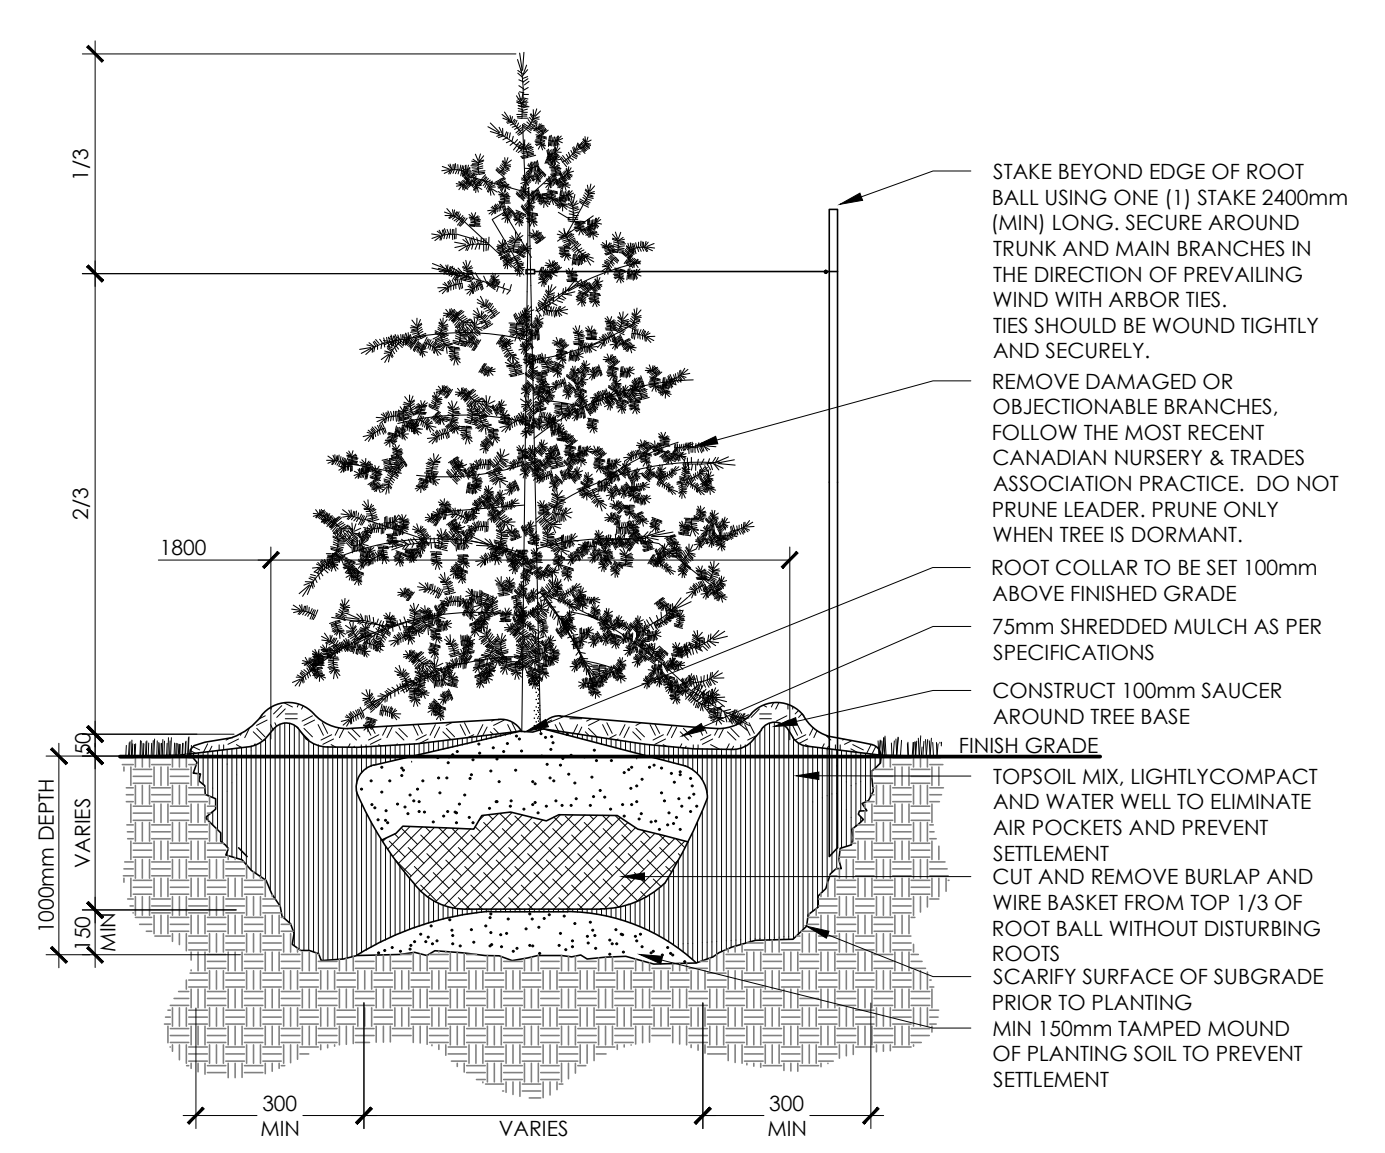 1/3
2/3
1800
50
VARIES
1000mm DEPTH
150
MIN
STAKE BEYOND EDGE OF ROOT
BALL USING ONE (1) STAKE 2400mm
(MIN) LONG. SECURE AROUND
TRUNK AND MAIN BRANCHES IN
THE DIRECTION OF PREVAILING
WIND WITH ARBOR TIES.
TIES SHOULD BE WOUND TIGHTLY
AND SECURELY.
REMOVE DAMAGED OR
OBJECTIONABLE BRANCHES,
FOLLOW THE MOST RECENT
CANADIAN NURSERY & TRADES
ASSOCIATION PRACTICE. DO NOT
PRUNE LEADER. PRUNE ONLY
WHEN TREE IS DORMANT.
ROOT COLLAR TO BE SET 100mm
ABOVE FINISHED GRADE
75mm SHREDDED MULCH AS PER
SPECIFICATIONS
CONSTRUCT 100mm SAUCER
AROUND TREE BASE
FINISH GRADE
TOPSOIL MIX, LIGHTLYCOMPACT
AND WATER WELL TO ELIMINATE
AIR POCKETS AND PREVENT
SETTLEMENT
CUT AND REMOVE BURLAP AND
WIRE BASKET FROM TOP 1/3 OF
ROOT BALL WITHOUT DISTURBING
ROOTS
SCARIFY SURFACE OF SUBGRADE
PRIOR TO PLANTING
MIN 150mm TAMPED MOUND
OF PLANTING SOIL TO PREVENT
SETTLEMENT
300
MIN
VARIES
300
MIN